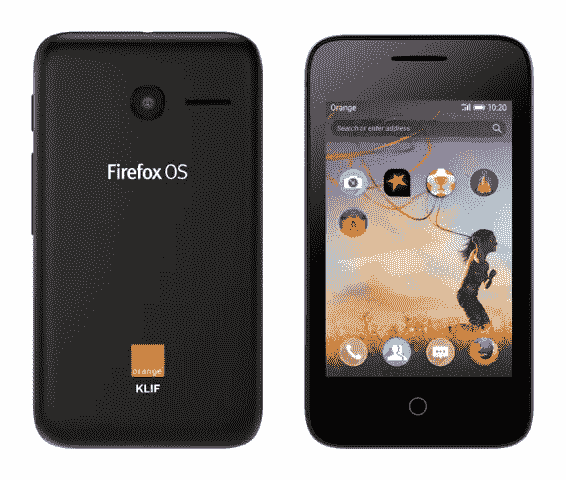 Firefox OS
orange
KLIF
Orange
10:20
Search or enter address